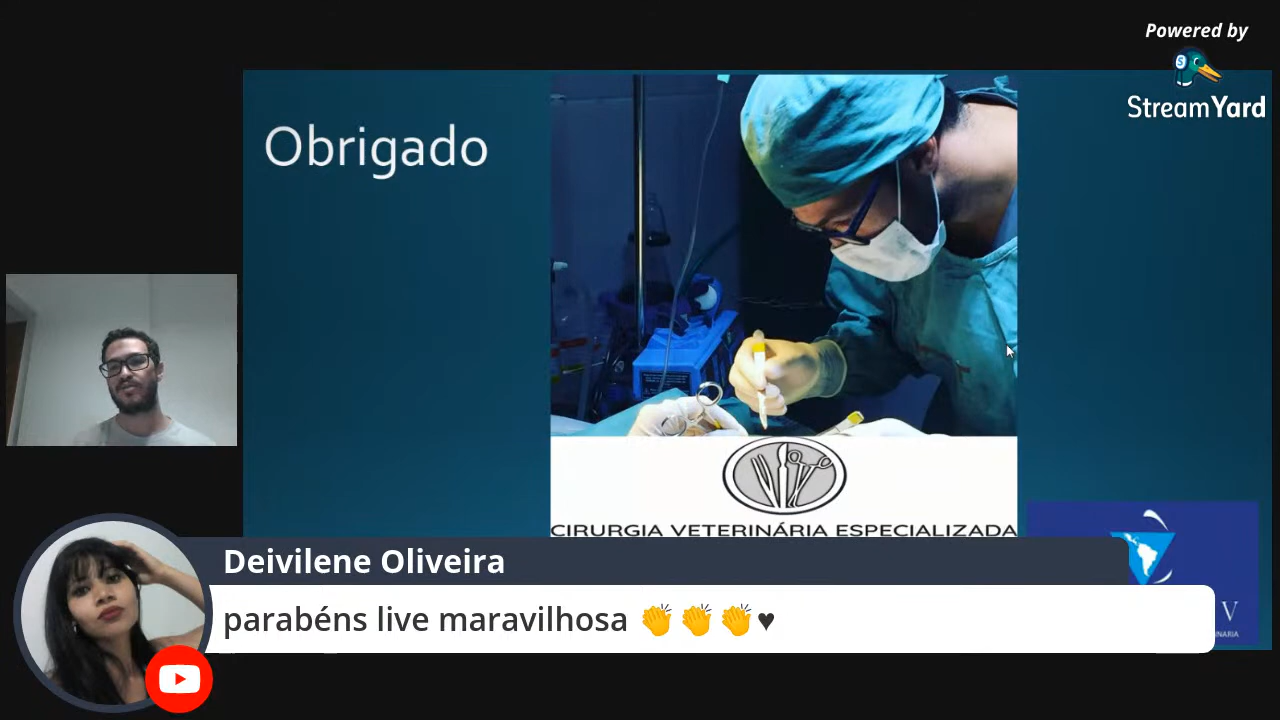 Powered by
StreamYard
Obrigado
CIRURGIA VETERINÁRIA ESPECIALIZADA
Deivilene Oliveira
parabéns live maravilhosa 👏👏👏♥
V